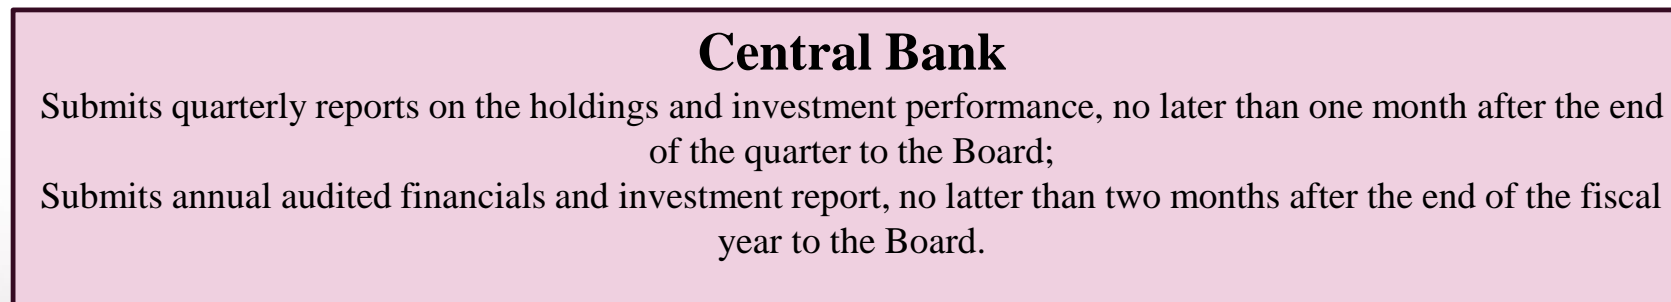 Central Bank
Submits quarterly reports on the holdings and investment performance, no later than one month after the end
of the quarter to the Board;
Submits annual audited financials and investment report, no latter than two months after the end of the fiscal
year to the Board.